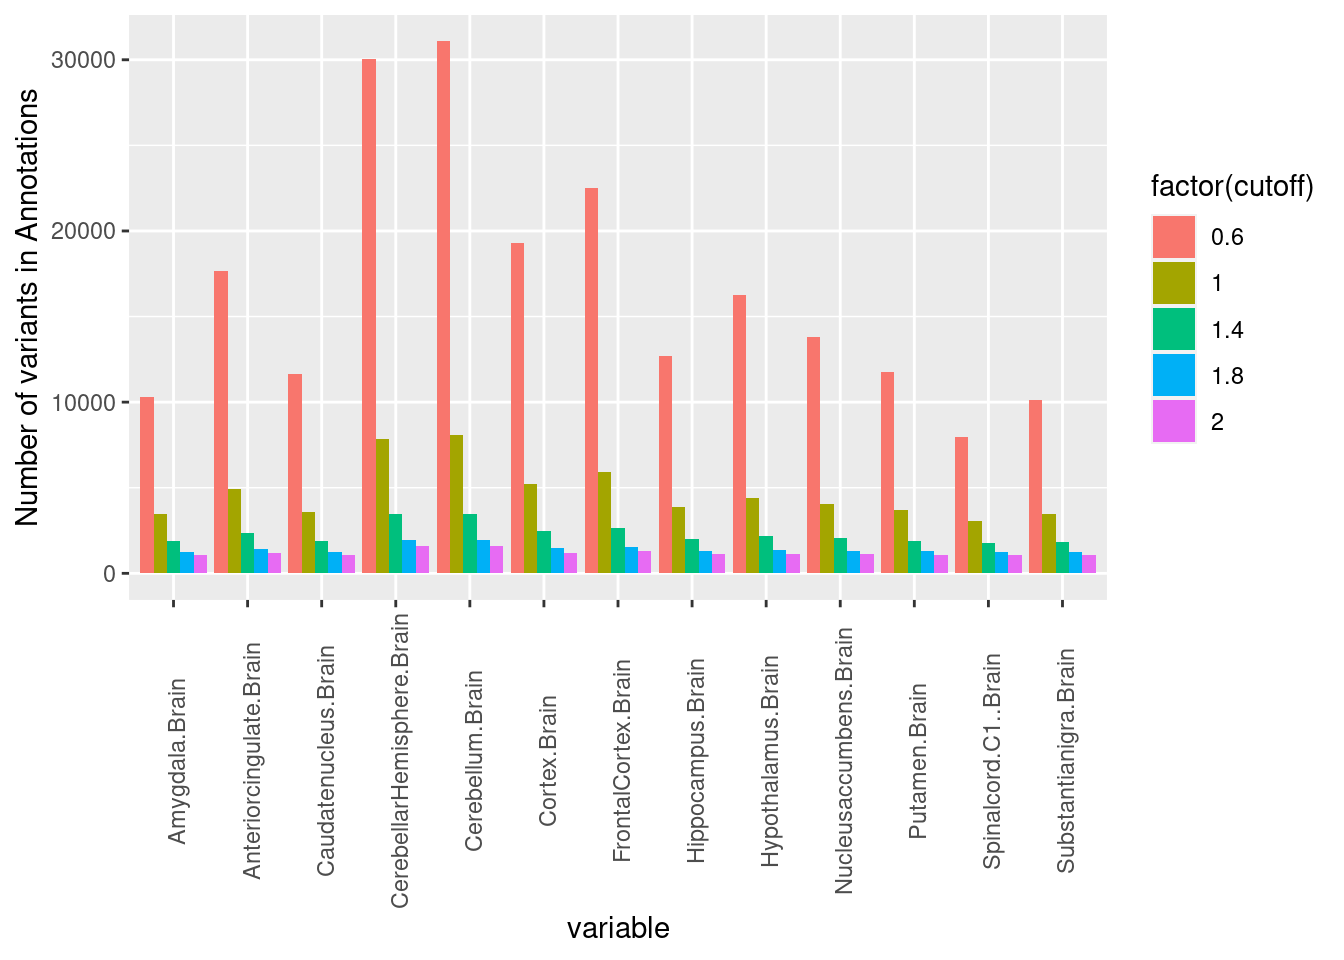 Number of variants in Annotations
30000
20000
10000
0
Amygdala.Brain
Anteriorcingulate.Brain
Caudatenucleus.Brain
CerebellarHemisphere.Brain
Cerebellum.Brain
Cortex.Brain
FrontalCortex.Brain
Hippocampus.Brain
Hypothalamus.Brain
Nucleusaccumbens.Brain
Putamen.Brain
Spinalcord.C1..Brain
Substantianigra.Brain
variable
factor(cutoff)
0.6
1
1.4
1.8
2